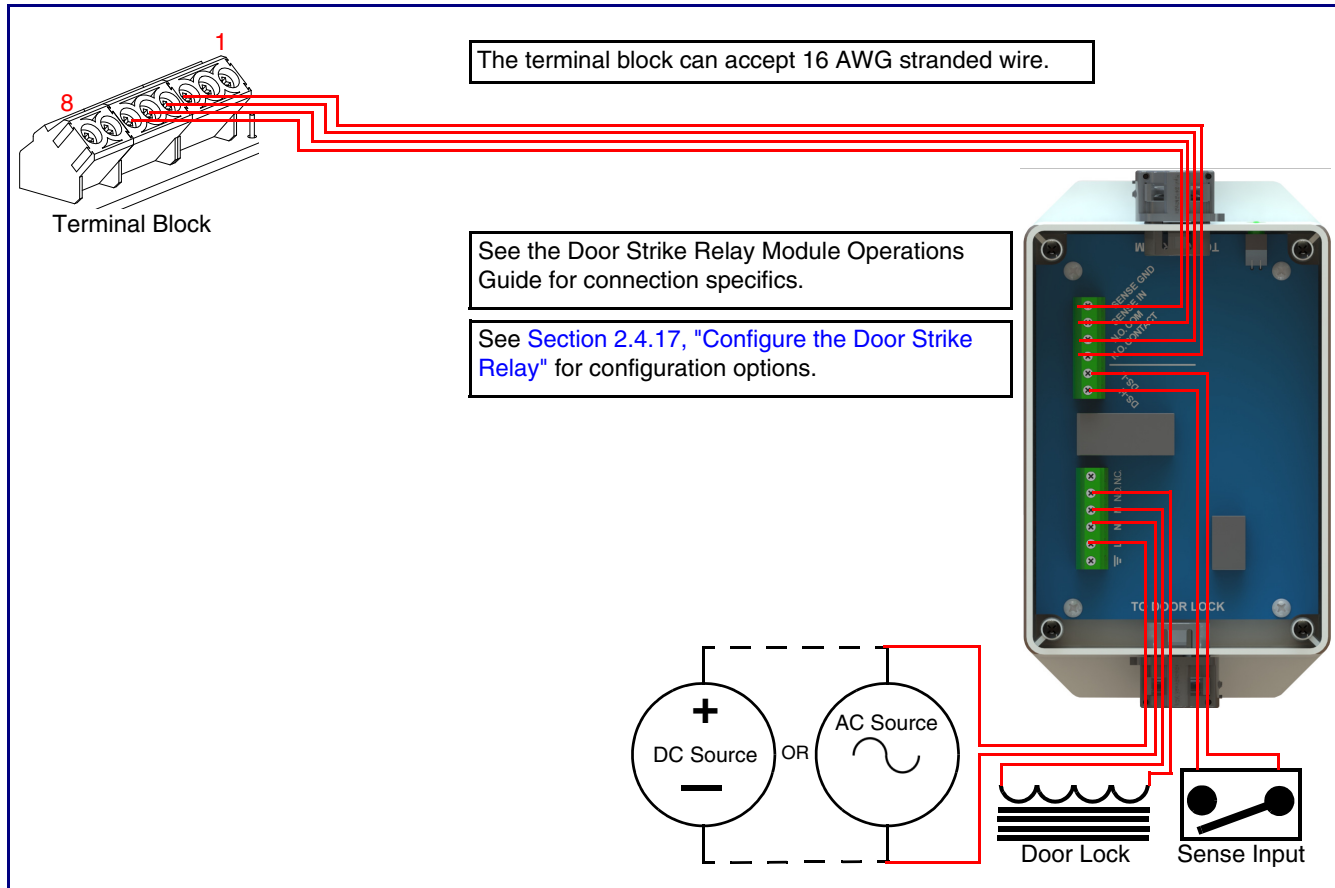 1
8
The terminal block can accept 16 AWG stranded wire.
Terminal Block
See the Door Strike Relay Module Operations
Guide for connection specifics.
See Section 2.4.17, "Configure the Door Strike
Relay" for configuration options.
SENSE GND
SENSE IN
N.O. COM
N.O. CONTACT
N.C.
N.O.
N
L
TO DOOR LOCK
+
DC Source
OR
AC Source
Door Lock
Sense Input